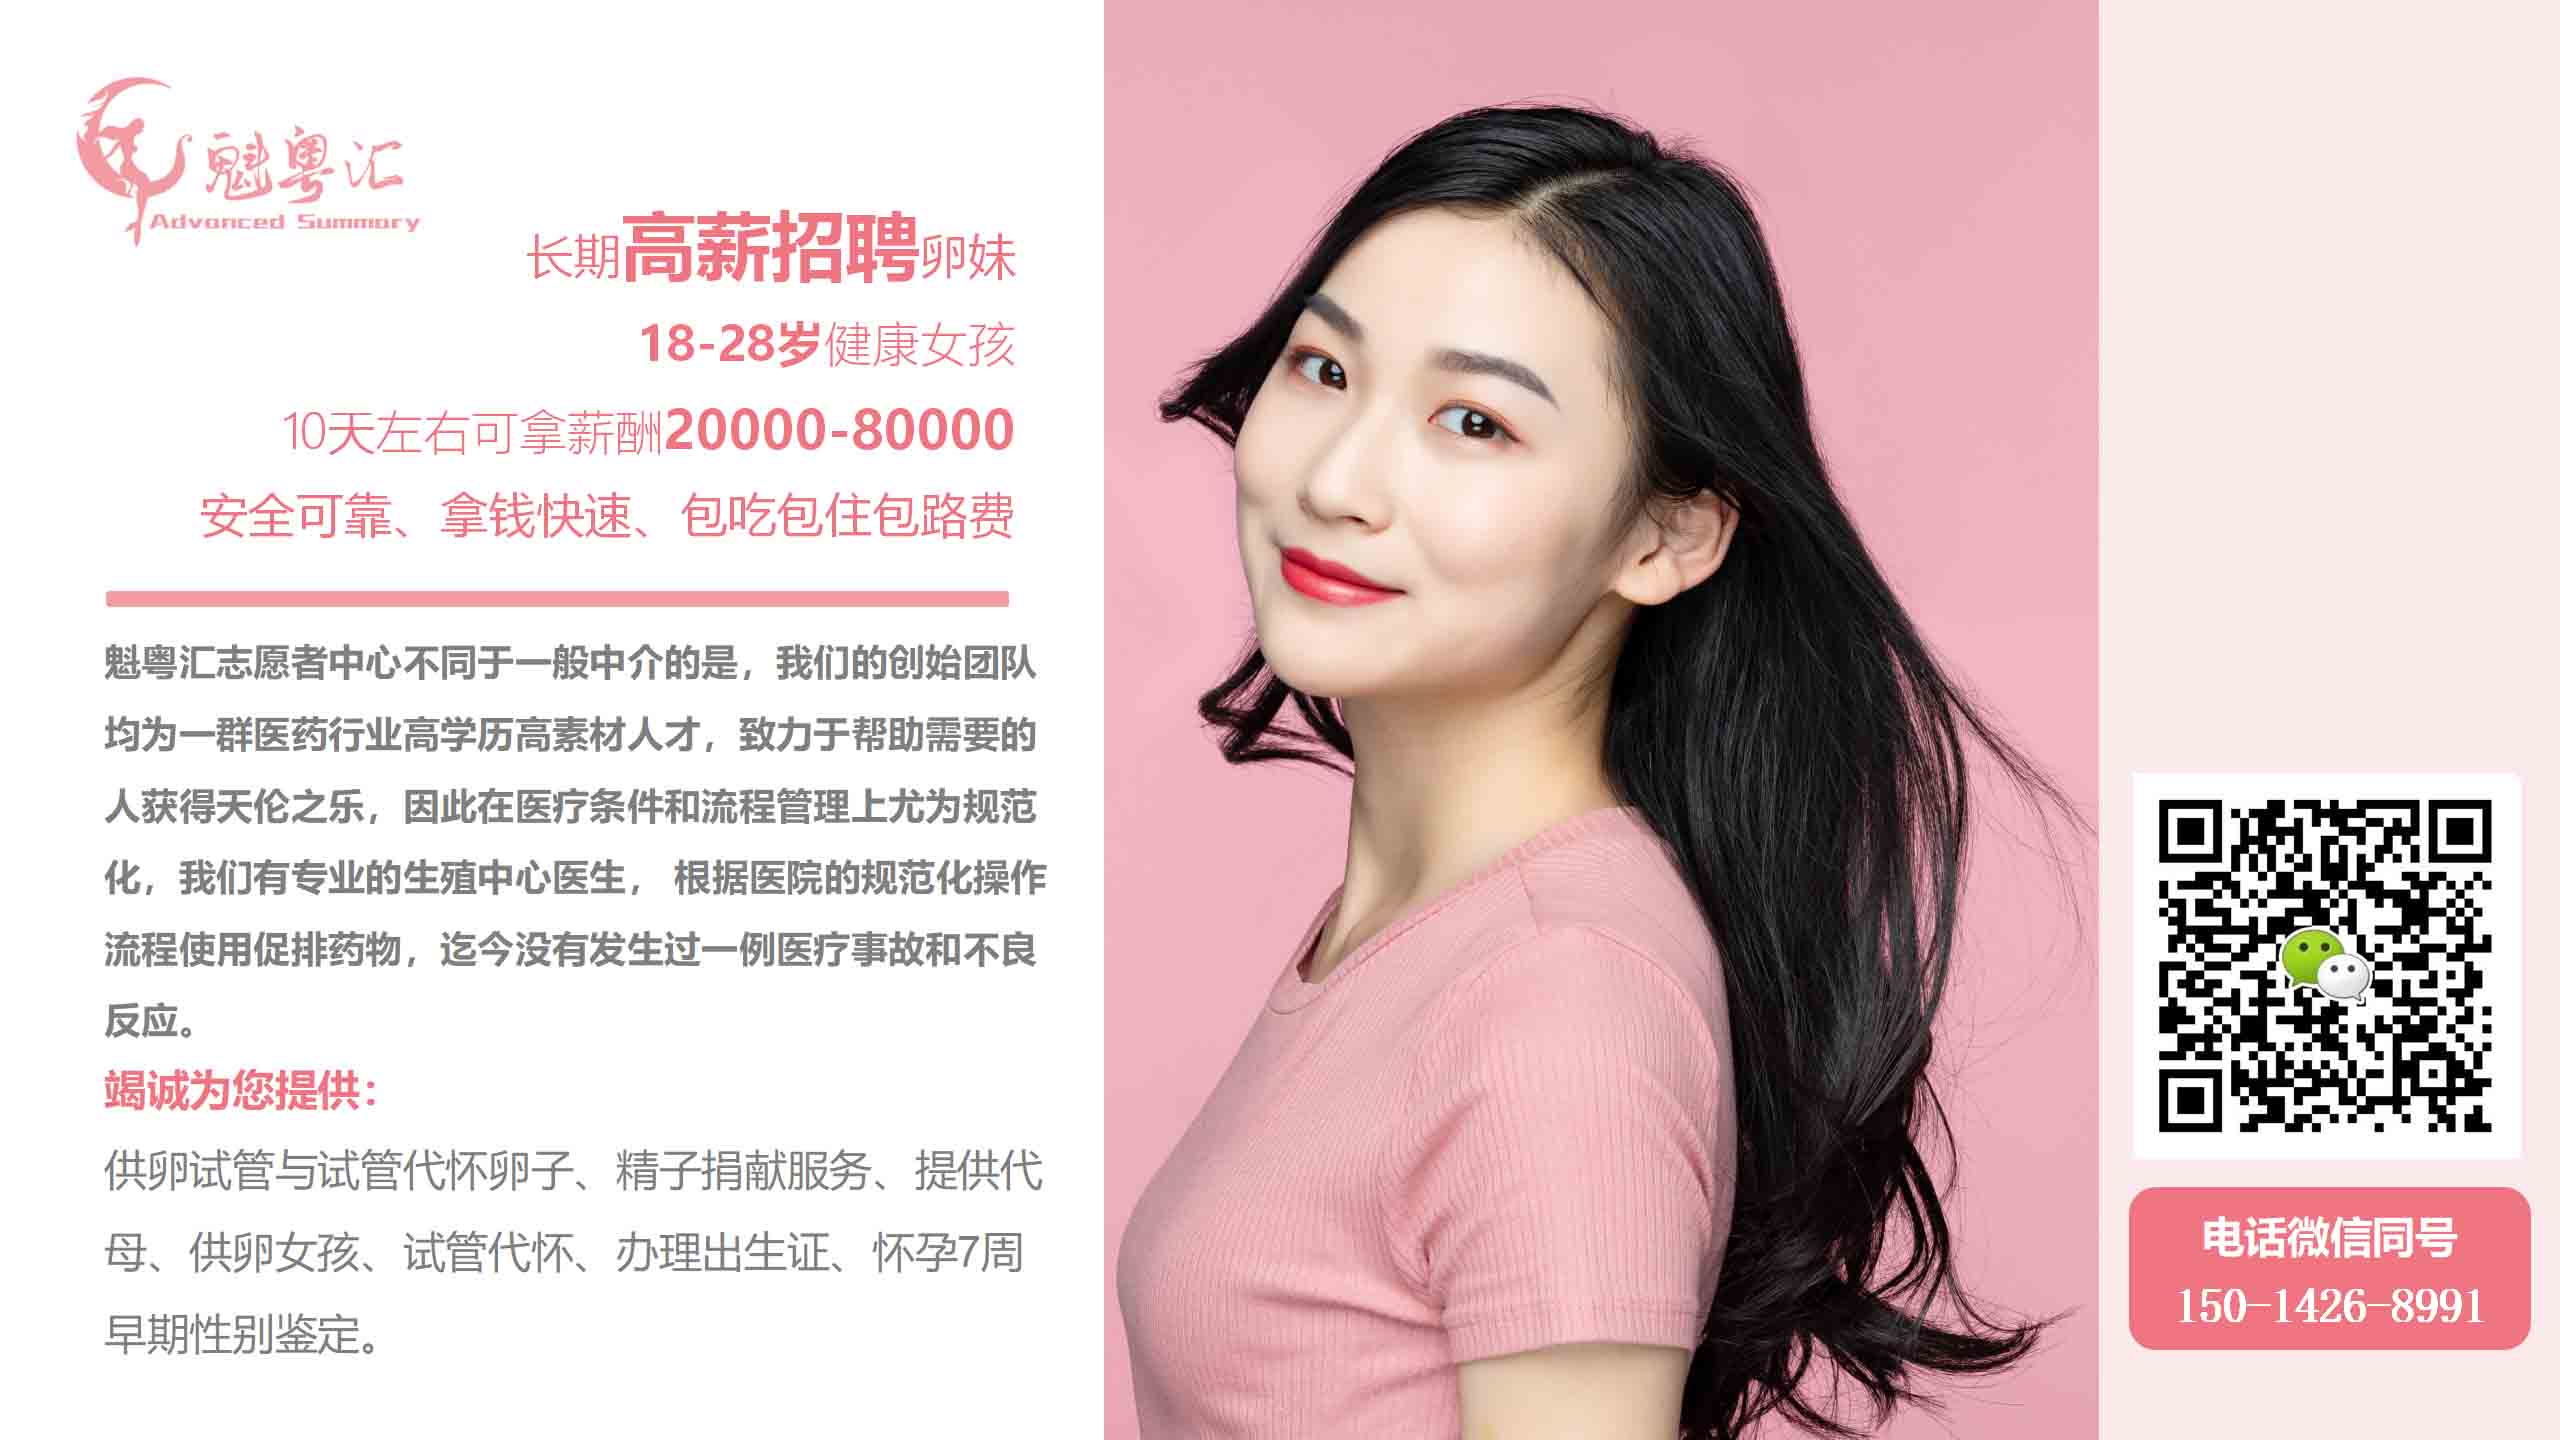 魁粤汇
Advanced Summary
长期高薪招聘卵妹
18-28岁健康女孩
10天左右可拿薪酬20000-80000
安全可靠、拿钱快速、包吃包住包路费
魁粤汇志愿者中心不同于一般中介的是，我们的创始团队
均为一群医药行业高学历高素材人才，致力于帮助需要的
人获得天伦之乐，因此在医疗条件和流程管理上尤为规范
化，我们有专业的生殖中心医生， 根据医院的规范化操作
流程使用促排药物，迄今没有发生过一例医疗事故和不良
反应。
竭诚为您提供：
供卵试管与试管代怀卵子、精子捐献服务、提供代
母、供卵女孩、试管代怀、办理出生证、怀孕7周
早期性别鉴定。
电话微信同号
150-1426-8991